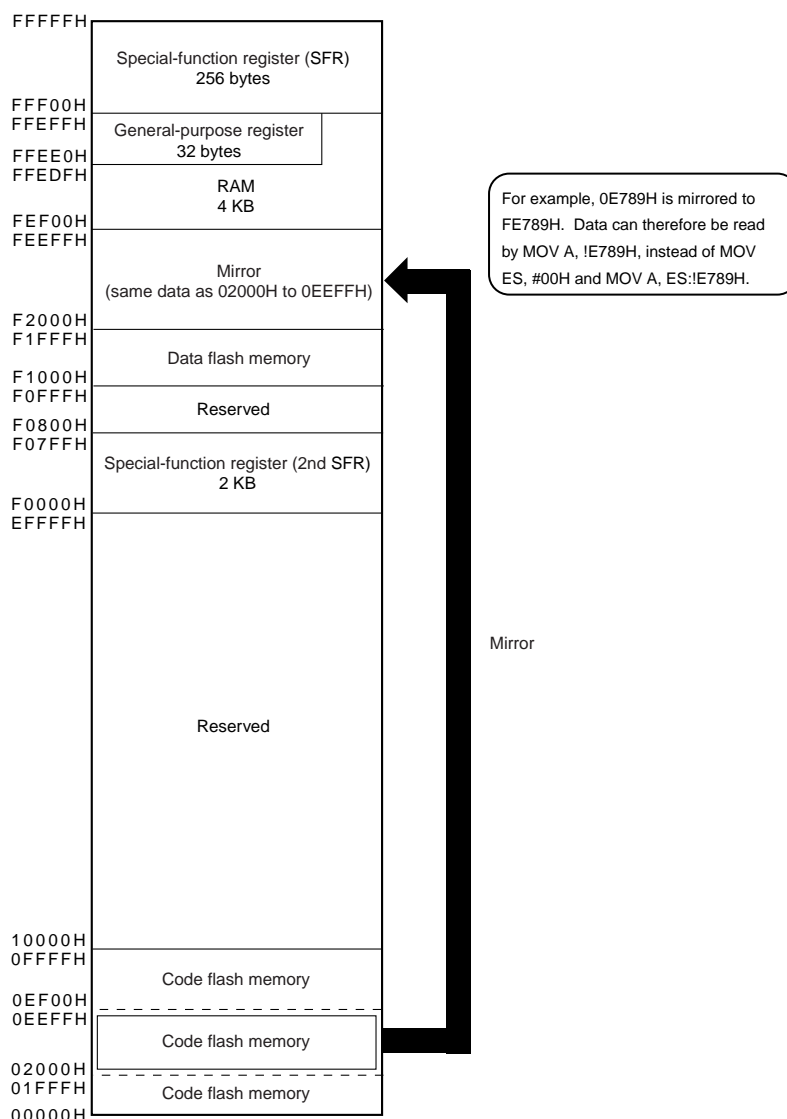 FFFFFH
Special-function register (SFR)
256 bytes
FFF00H
FFEFFH
General-purpose register
32 bytes
FFEE0H
FFEDFH
RAM
4 KB
FEF00H
FEEFFH
Mirror
(same data as 02000H to 0EEFFH)
For example, 0E789H is mirrored to
FE789H. Data can therefore be read
by MOV A, !E789H, instead of MOV
ES, #00H and MOV A, ES:!E789H.
F2000H
F1FFFH
Data flash memory
F1000H
F0FFFH
Reserved
F0800H
F07FFH
Special-function register (2nd SFR)
2 KB
F0000H
EFFFFH
Mirror
Reserved
10000H
0FFFFH
Code flash memory
0EF00H
0EEFFH
Code flash memory
02000H
01FFFH
Code flash memory
00000H